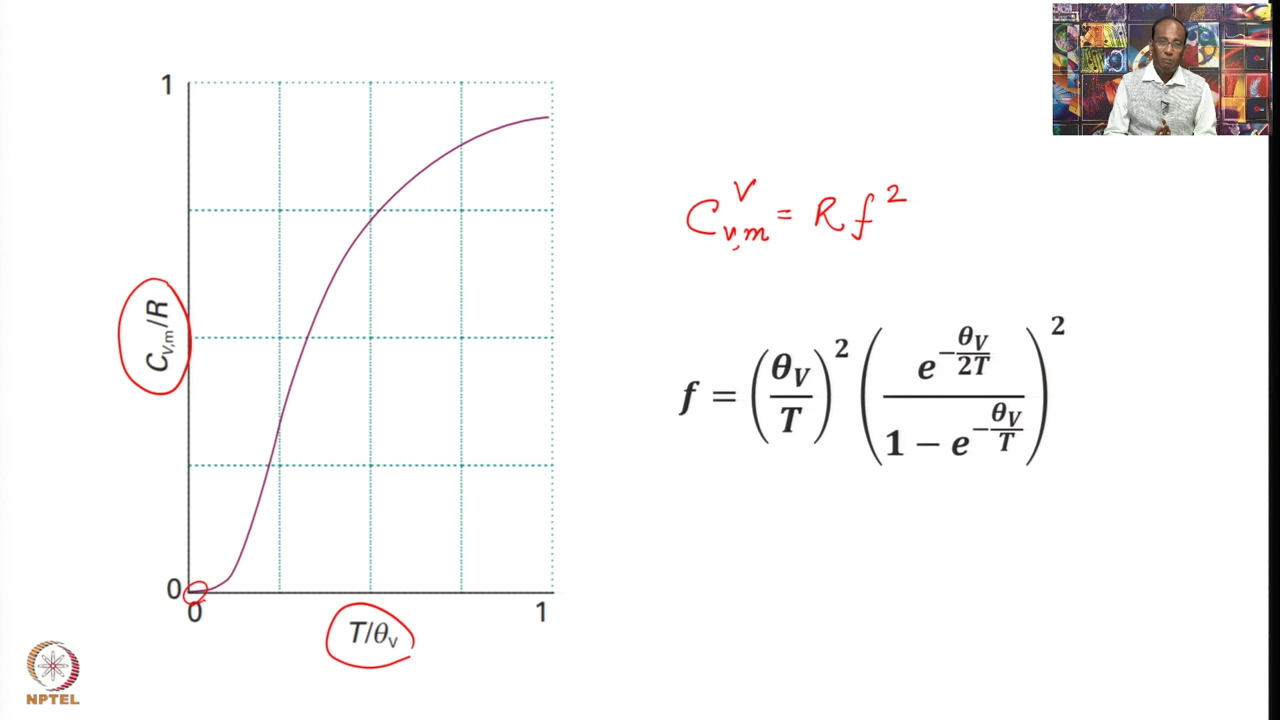 1
C_{V,m}/R
0
0
1
T/θ_V
C^V_{V,m} = R f^2
f = (θ_V/T)^2 (e^{-θ_V/2T} / 1 − e^{-θ_V/T})^2
NPTEL